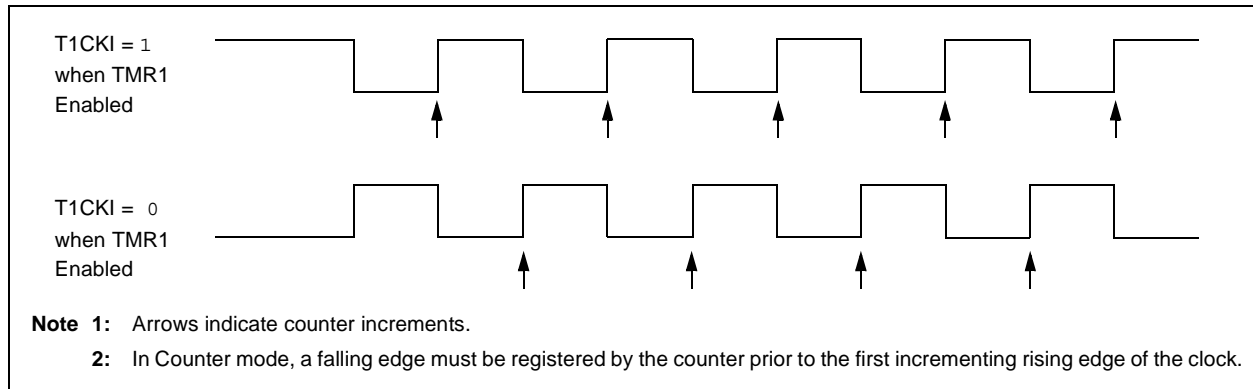 T1CKI = 1
when TMR1
Enabled
T1CKI = 0
when TMR1
Enabled
Note 1: Arrows indicate counter increments.
2: In Counter mode, a falling edge must be registered by the counter prior to the first incrementing rising edge of the clock.